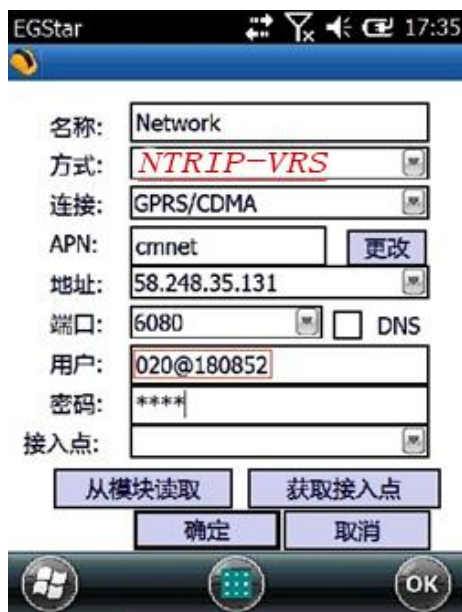 EGStar 17:35
名称: Network
方式: NTRIP-VRS
连接: GPRS/CDMA
APN: cmnet 更改
地址: 58.248.35.131
端口: 6080 DNS
用户: 020@180852
密码: ****
接入点:
从模块读取 获取接入点
确定 取消
OK